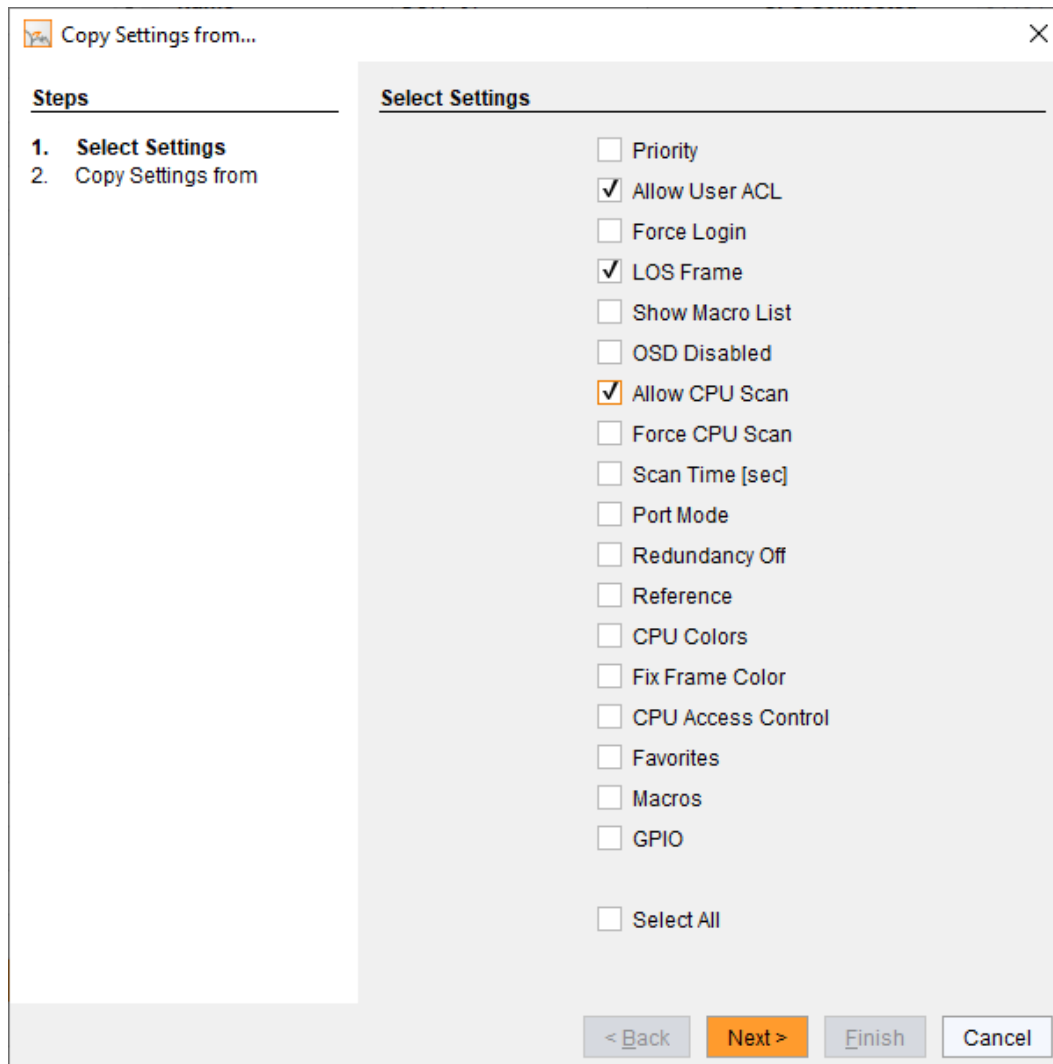 Copy Settings from...
Steps
1. Select Settings
2. Copy Settings from
Select Settings
Priority
Allow User ACL
Force Login
LOS Frame
Show Macro List
OSD Disabled
Allow CPU Scan
Force CPU Scan
Scan Time [sec]
Port Mode
Redundancy Off
Reference
CPU Colors
Fix Frame Color
CPU Access Control
Favorites
Macros
GPIO
Select All
< Back Next > Finish Cancel